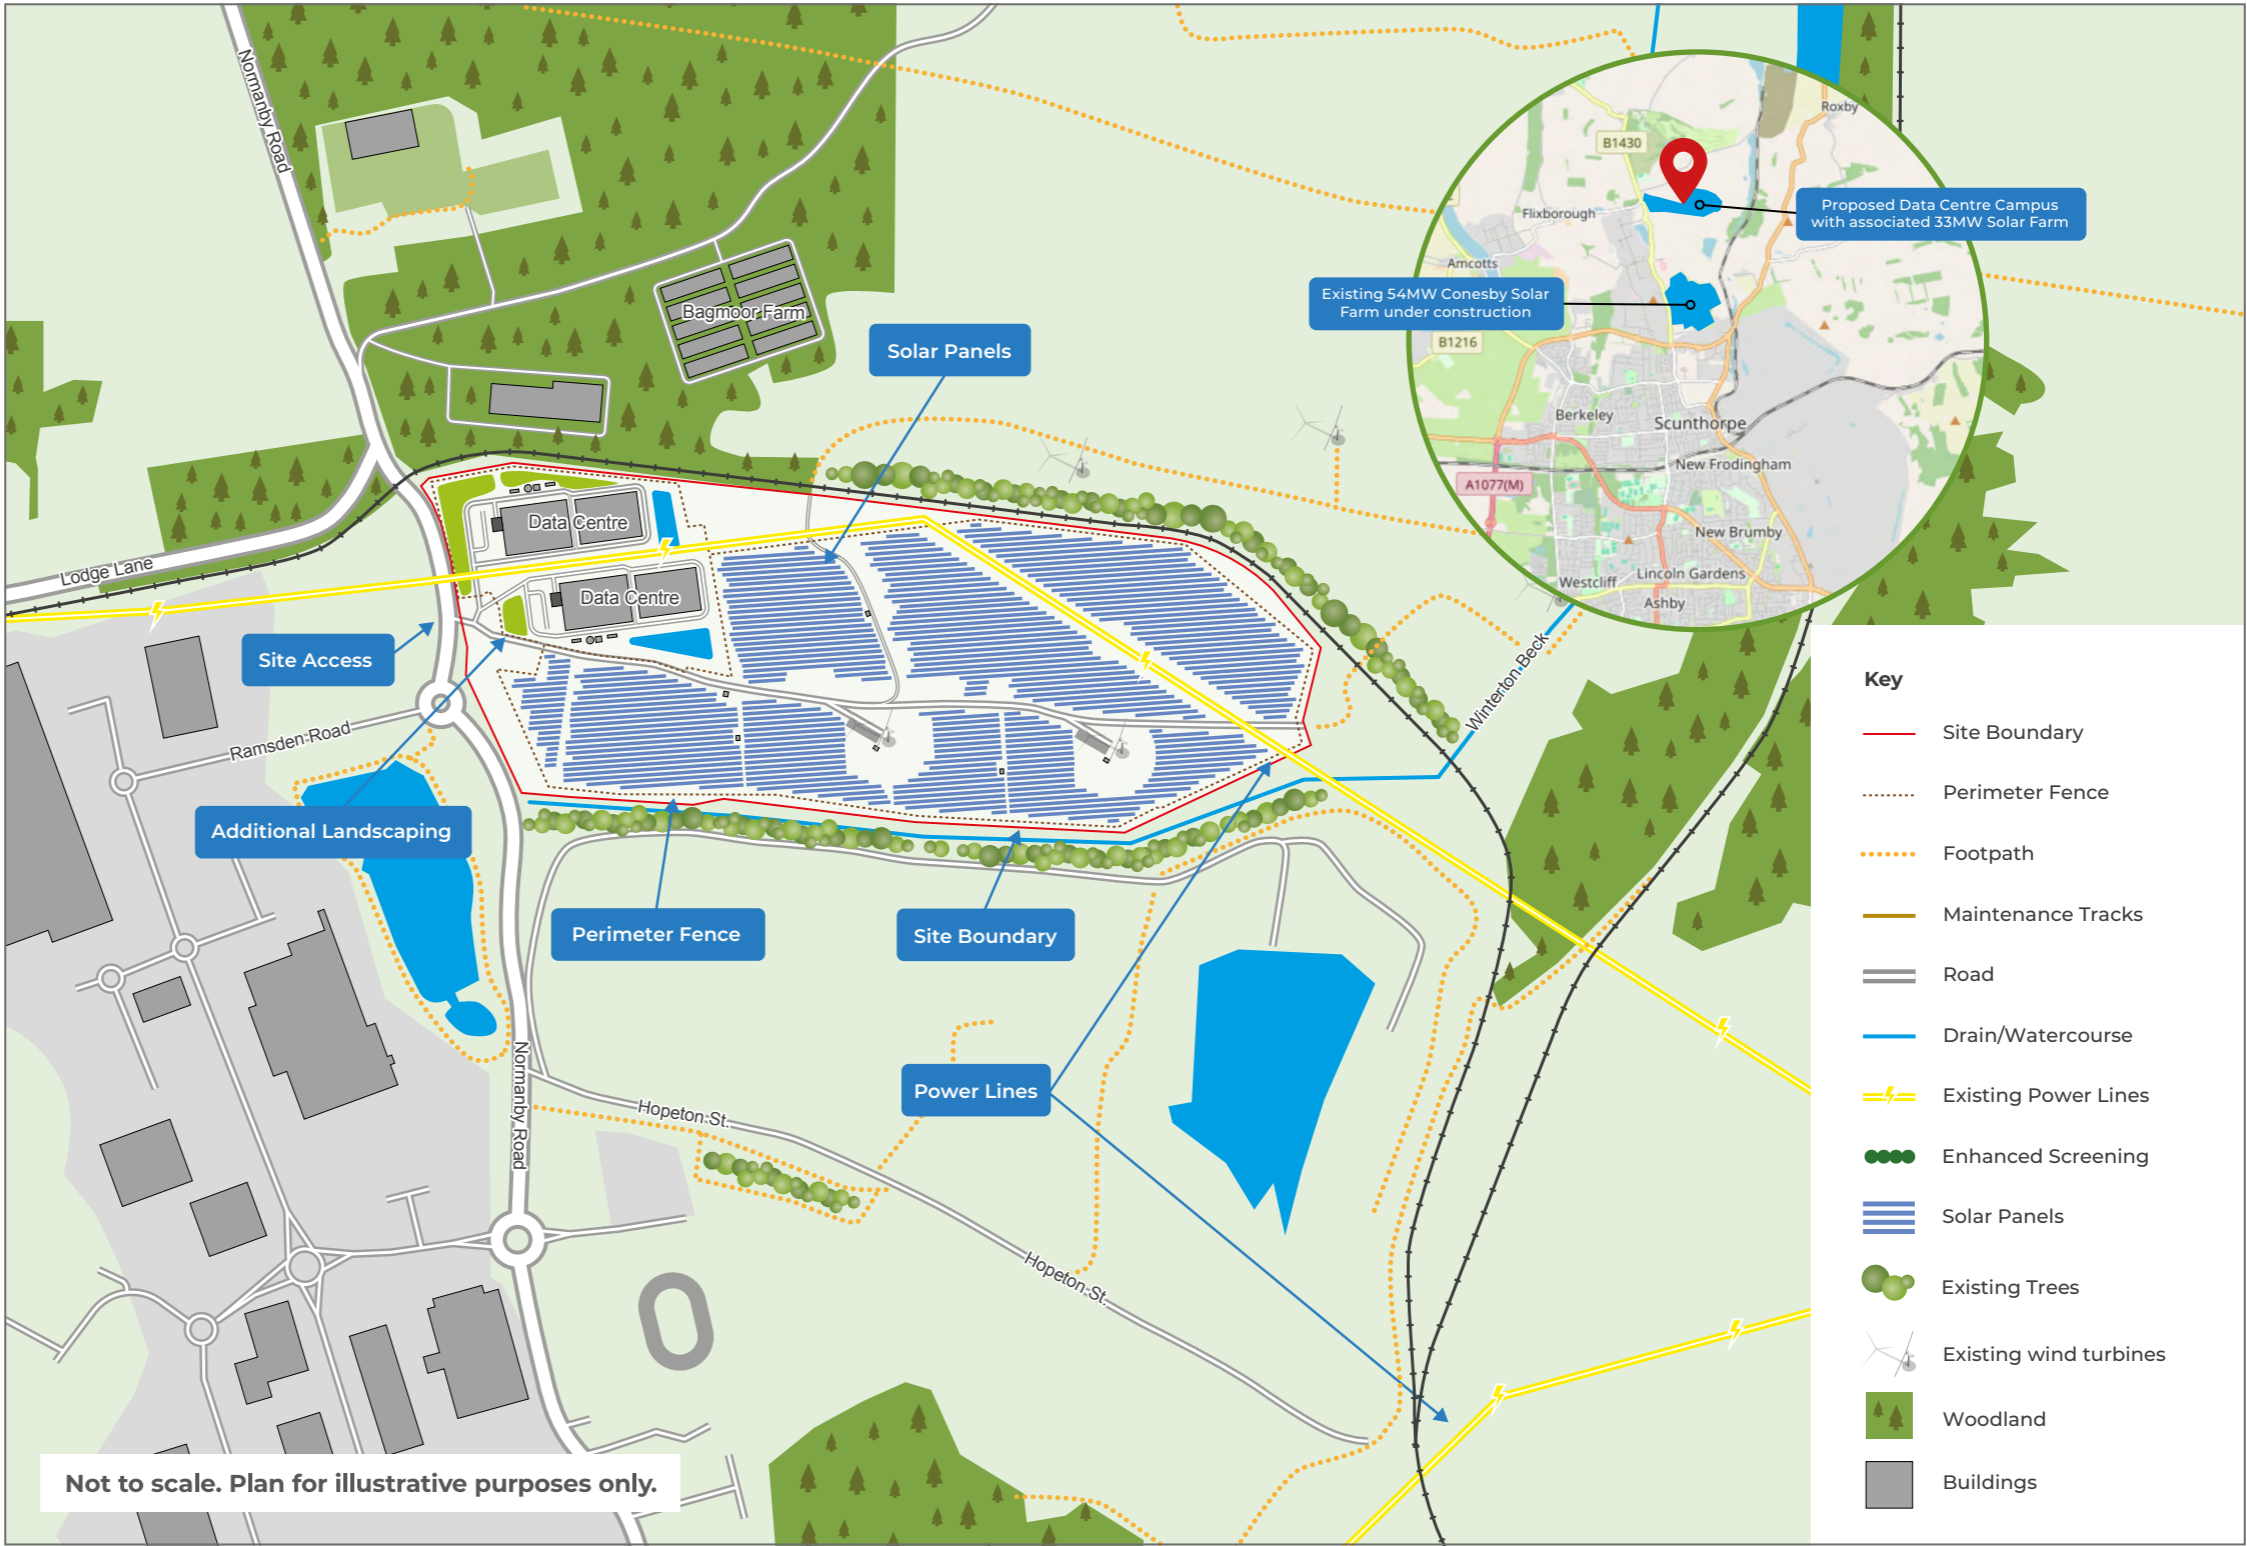 Normanby Road
Roxby
B1430
Flixborough
Proposed Data Centre Campus
with associated 33MW Solar Farm
Amcotts
Existing 54MW Conesby Solar
Farm under construction
B1216
Bagmoor Farm
Solar Panels
Berkeley
Scunthorpe
New Frodingham
A1077(M)
New Brumby
Westcliff
Lincoln Gardens
Ashby
Data Centre
Data Centre
Lodge Lane
Site Access
Winterton Beck
Ramsden Road
Additional Landscaping
Perimeter Fence
Site Boundary
Power Lines
Normanby Road
Hopeton St.
Hopeton St.
Key
Site Boundary
Perimeter Fence
Footpath
Maintenance Tracks
Road
Drain/Watercourse
Existing Power Lines
Enhanced Screening
Solar Panels
Existing Trees
Existing wind turbines
Woodland
Buildings
Not to scale. Plan for illustrative purposes only.